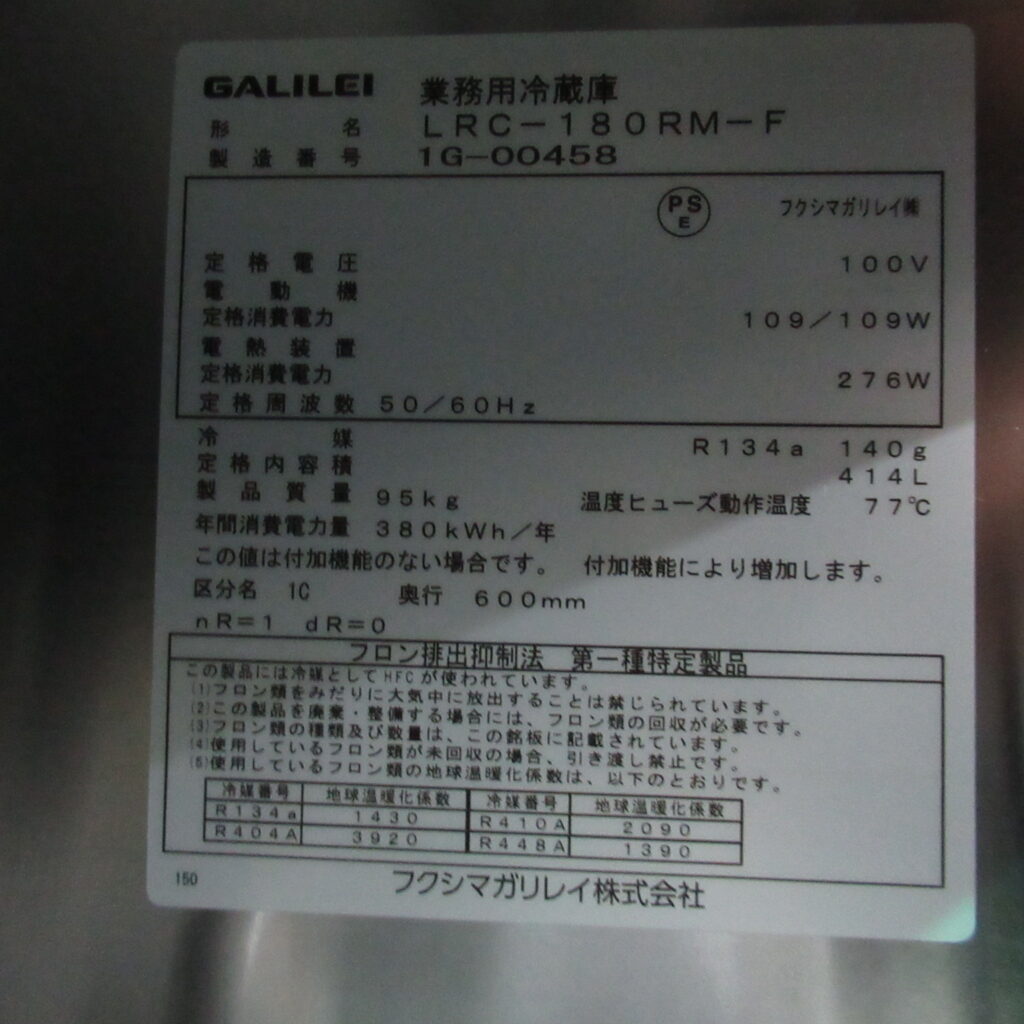 GALILEI 業務用冷蔵庫
形名 LRC-180RM-F
製造番号 1G-00458
PS
E
フクシマガリレイ㈱
定格電圧 100V
電動機
定格消費電力 109/109W
電熱装置
定格消費電力 276W
定格周波数 50/60Hz
冷媒 R134a 140g
定格内容積 414L
製品質量 95kg 温度ヒューズ動作温度 77℃
年間消費電力量 380kWh/年
この値は付加機能のない場合です。 付加機能により増加します。
区分名 1C 奥行 600mm
nR=1 dR=0
フロン排出抑制法 第一種特定製品
この製品には冷媒としてHFCが使われています。
(1)フロン類をみだりに大気中に放出することは禁じられています。
(2)この製品を廃棄・整備する場合には、フロン類の回収が必要です。
(3)フロン類の種類及び数量は、この銘板に記載されています。
(4)使用しているフロン類が未回収の場合、引き渡し禁止です。
(5)使用しているフロン類の地球温暖化係数は、以下のとおりです。
冷媒番号 地球温暖化係数 冷媒番号 地球温暖化係数
R134a 1430 R410A 2090
R404A 3920 R448A 1390
150 フクシマガリレイ株式会社